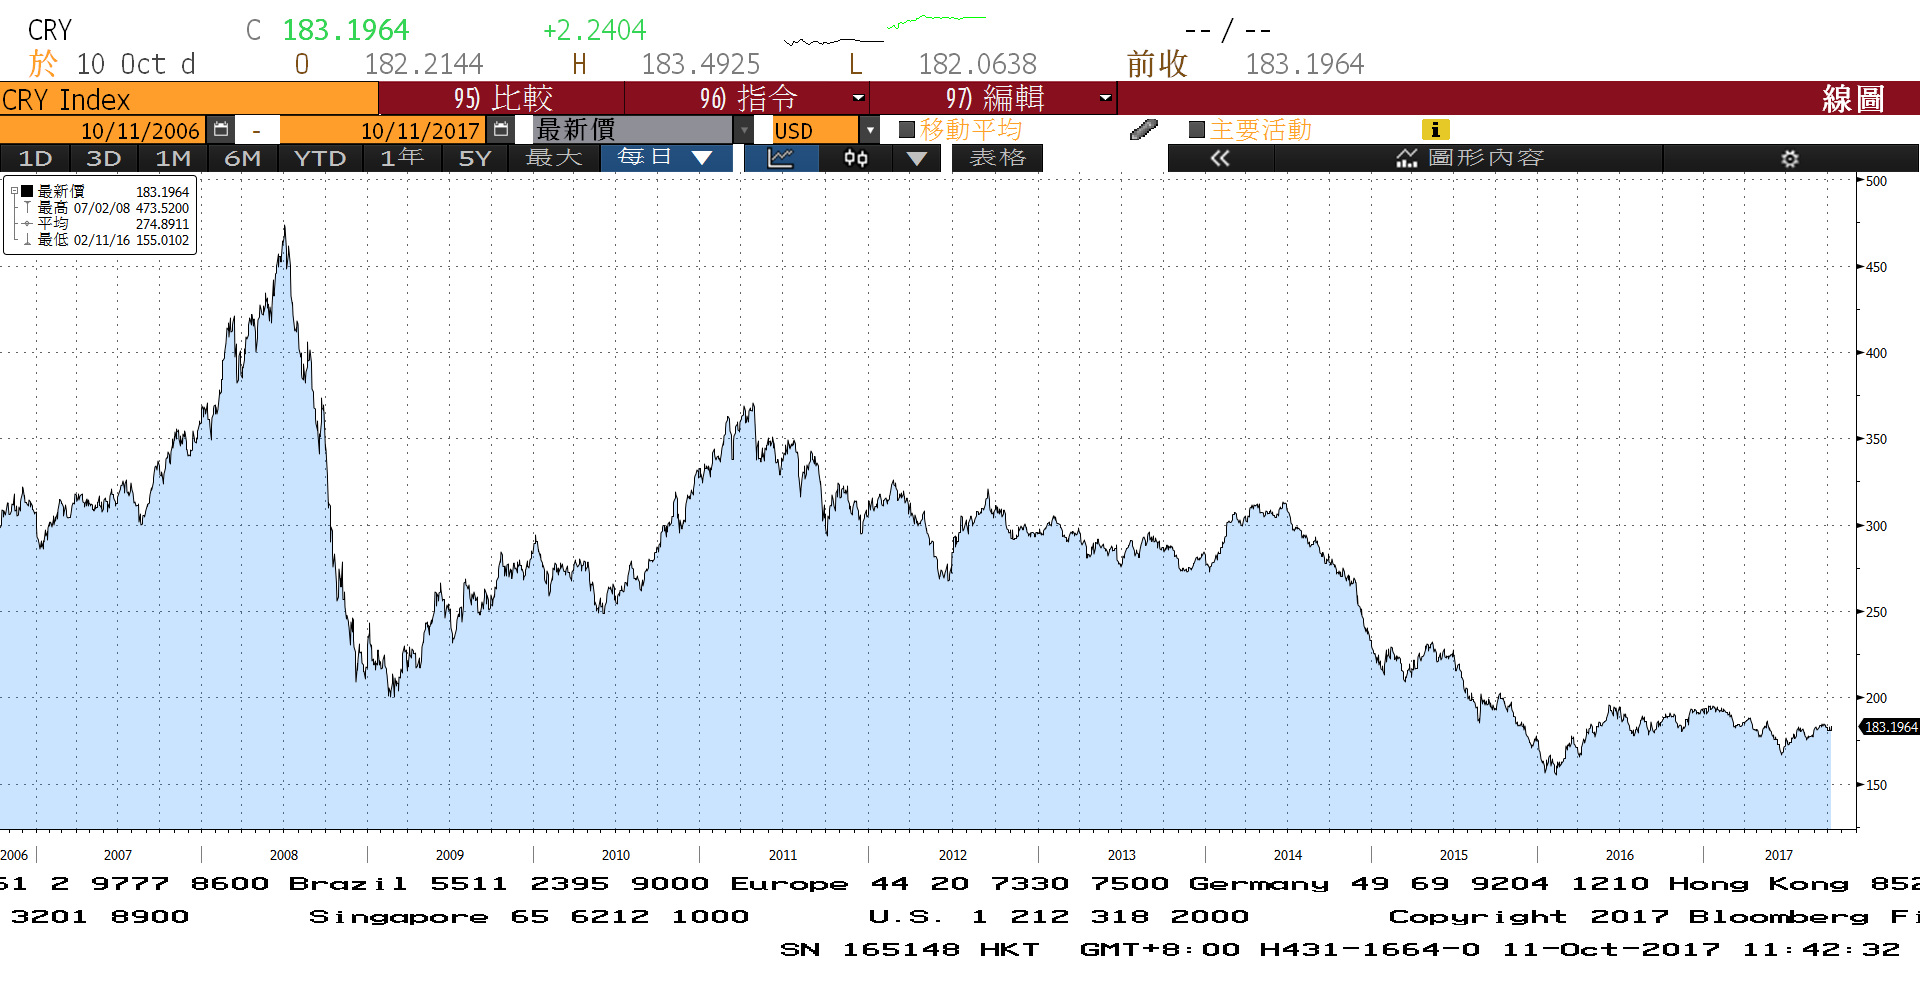 CRY C 183.1964 +2.2404 -- / --
於 10 Oct d O 182.2144 H 183.4925 L 182.0638 前收 183.1964
CRY Index 95) 比較 96) 指令 97) 編輯 線圖
10/11/2006 - 10/11/2017 最新價 USD 移動平均 主要活動
1D 3D 1M 6M YTD 1年 5Y 最大 每日 表格 « 圖形內容
最新價 183.1964
最高 07/02/08 473.5200
平均 274.8911
最低 02/11/16 155.0102
500
450
400
350
300
250
200
183.1964
150
2006 2007 2008 2009 2010 2011 2012 2013 2014 2015 2016 2017
61 2 9777 8600 Brazil 5511 2395 9000 Europe 44 20 7330 7500 Germany 49 69 9204 1210 Hong Kong 852
3201 8900 Singapore 65 6212 1000 U.S. 1 212 318 2000 Copyright 2017 Bloomberg Fi
SN 165148 HKT GMT+8:00 H431-1664-0 11-Oct-2017 11:42:32